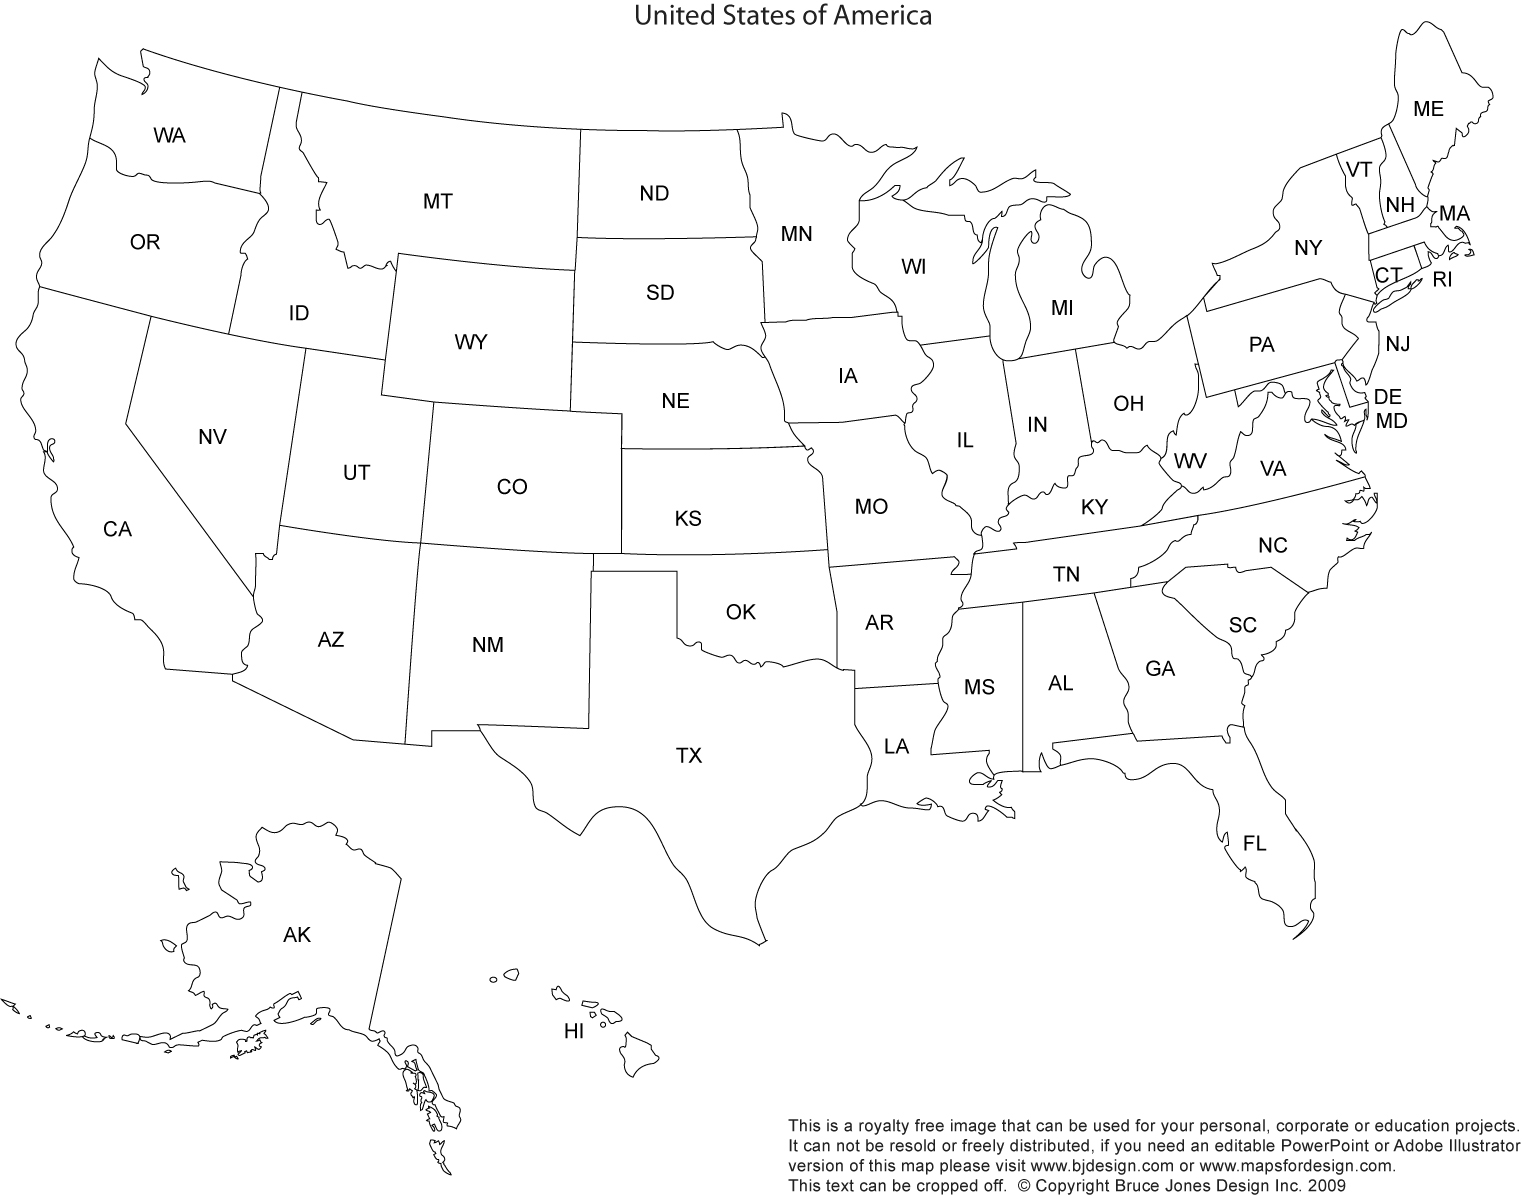 United States of America
ME
WA
VT
MT
ND
NH
MA
MN
OR
NY
WI
CT
RI
SD
MI
ID
WY
PA
NJ
IA
NE
OH
DE
MD
IN
NV
IL
WV
VA
UT
CO
MO
KY
KS
CA
NC
TN
OK
AR
SC
AZ
NM
GA
MS
AL
LA
TX
FL
AK
HI
This is a royalty free image that can be used for your personal, corporate or education projects.
It can not be resold or freely distributed, if you need an editable PowerPoint or Adobe Illustrator
version of this map please visit www.bjdesign.com or www.mapsfordesign.com.
This text can be cropped off.  © Copyright Bruce Jones Design Inc. 2009